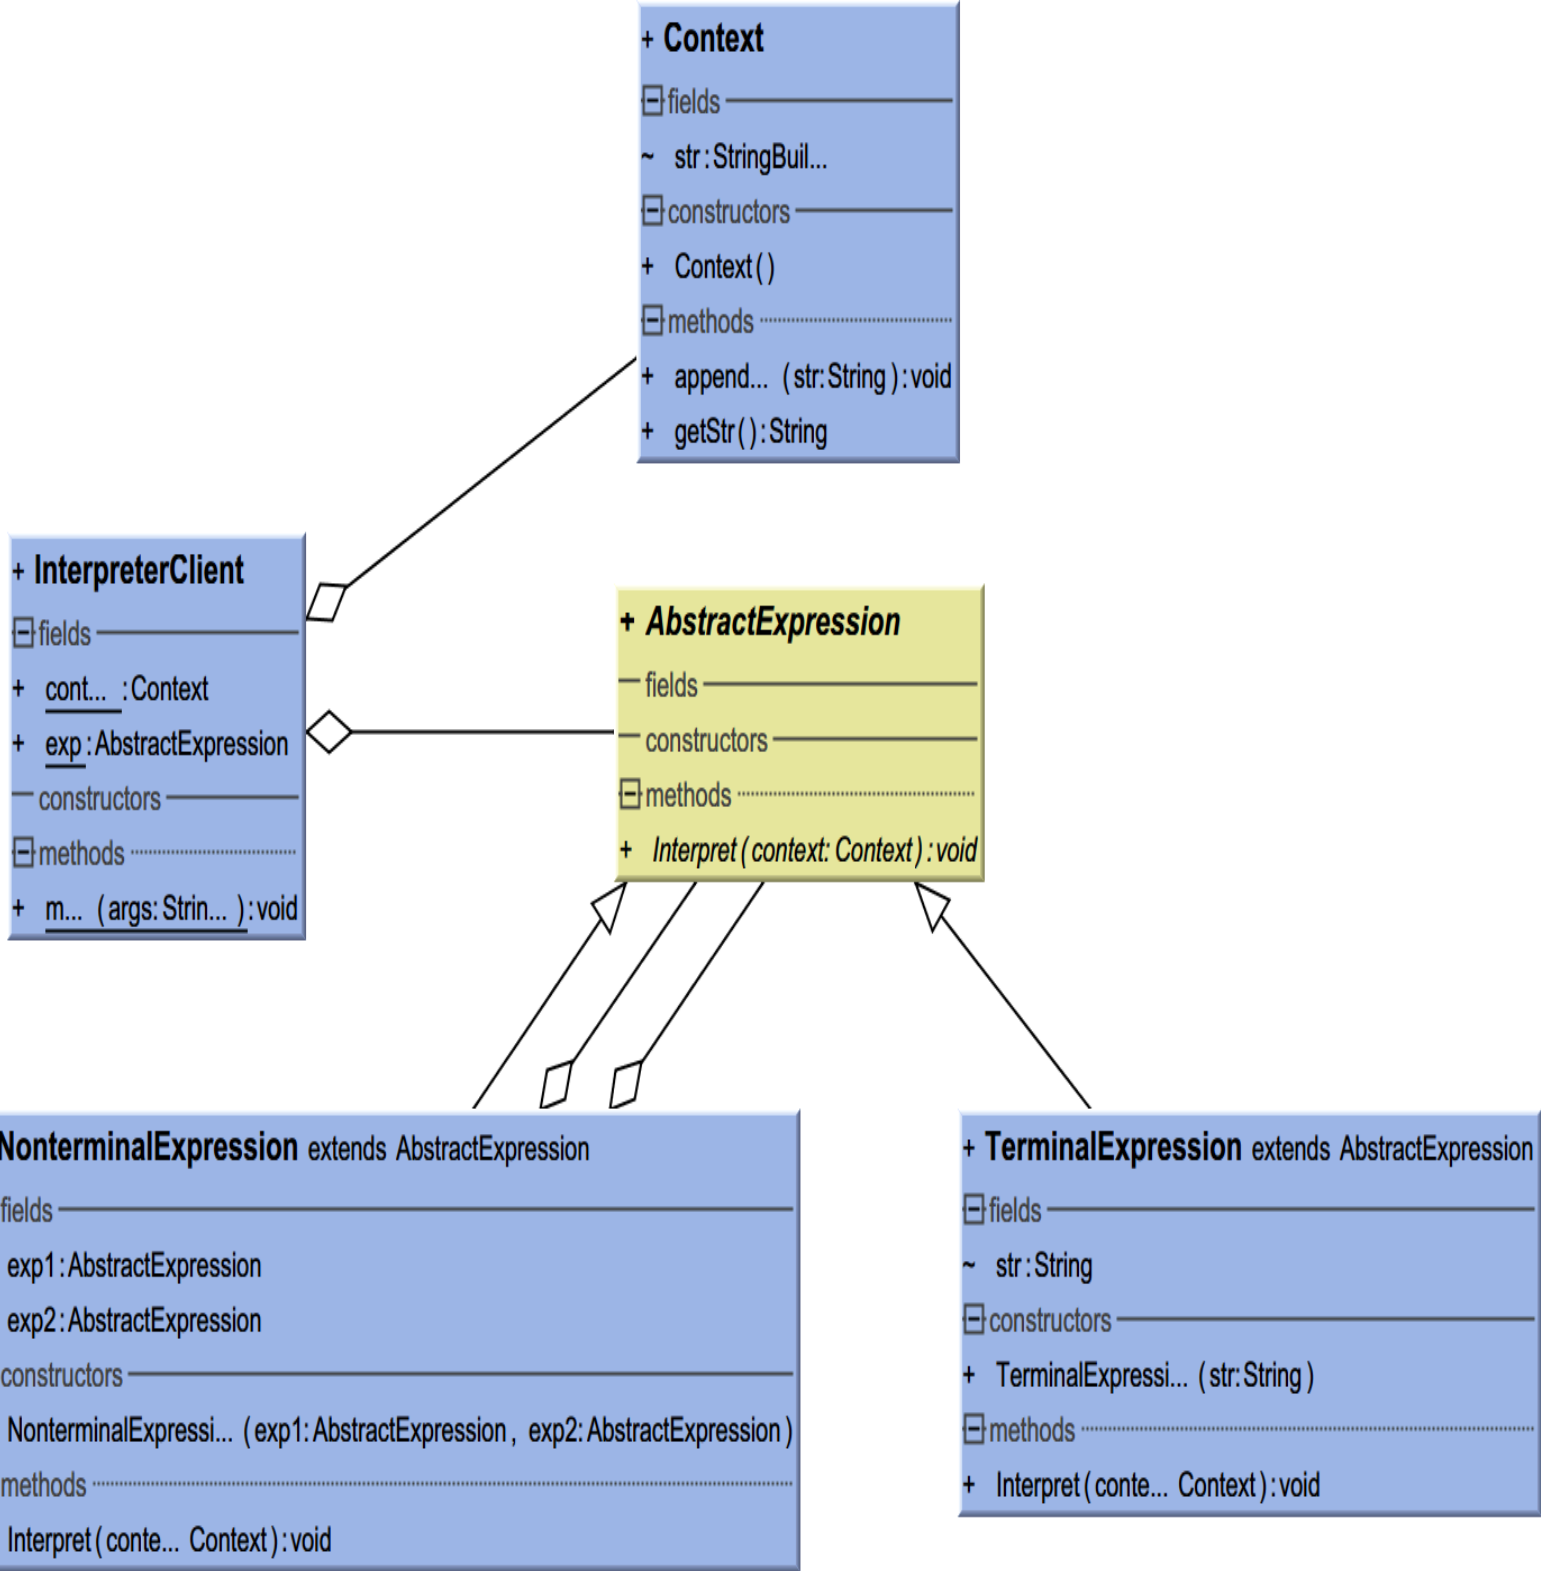 + Context
fields
~ str:StringBuil...
constructors
+ Context()
methods
+ append... (str:String):void
+ getStr():String
+ InterpreterClient
fields
+ cont... :Context
+ exp:AbstractExpression
constructors
methods
+ m... (args:Strin... ):void
+ AbstractExpression
fields
constructors
methods
+ Interpret(context:Context):void
NonterminalExpression extends AbstractExpression
fields
exp1:AbstractExpression
exp2:AbstractExpression
constructors
NonterminalExpressi... (exp1:AbstractExpression, exp2:AbstractExpression)
methods
Interpret(conte... Context):void
+ TerminalExpression extends AbstractExpression
fields
~ str:String
constructors
+ TerminalExpressi... (str:String)
methods
+ Interpret(conte... Context):void